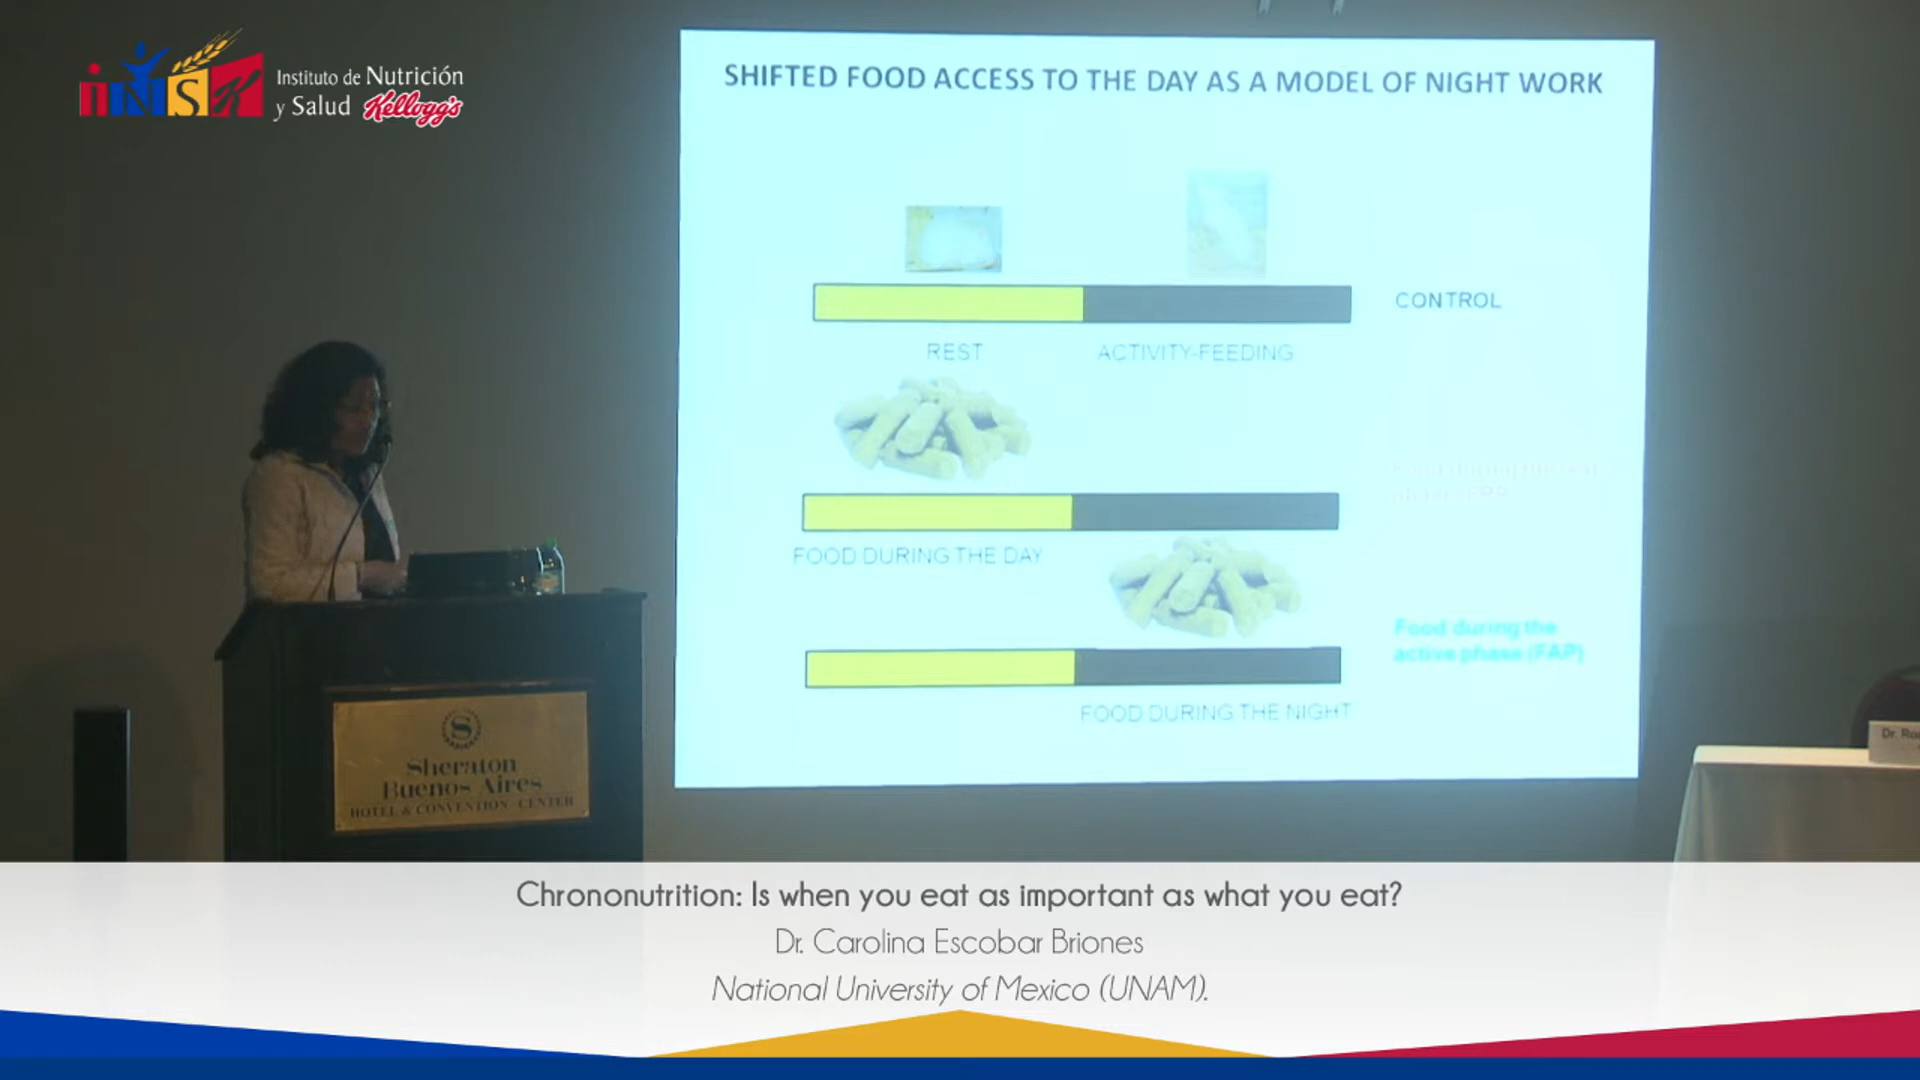 iNSK
Instituto de Nutrición
y Salud Kellogg's
SHIFTED FOOD ACCESS TO THE DAY AS A MODEL OF NIGHT WORK
CONTROL
REST
ACTIVITY-FEEDING
FOOD DURING THE DAY
Food during the
active phase (FAP)
FOOD DURING THE NIGHT
S
Sheraton
Buenos Aires
HOTEL & CONVENTION CENTER
Dr.
Chrononutrition: Is when you eat as important as what you eat?
Dr. Carolina Escobar Briones
National University of Mexico (UNAM).